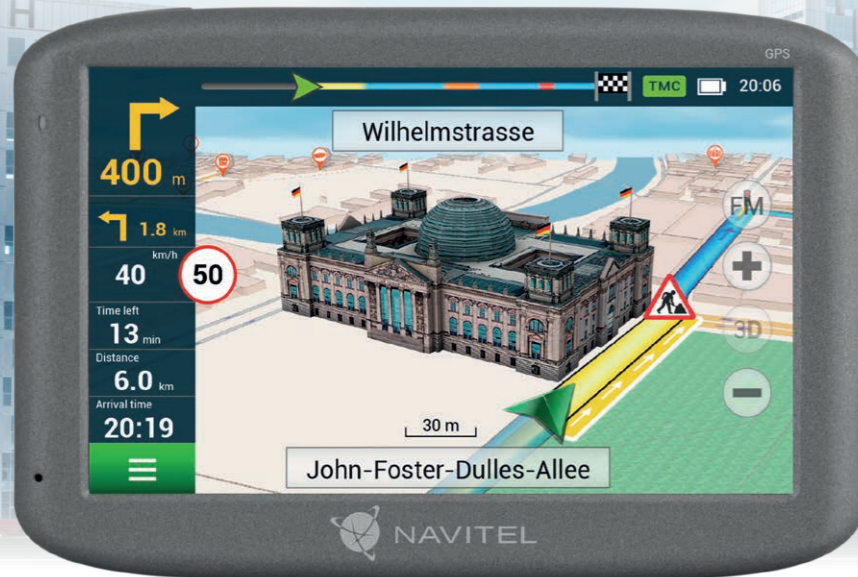 GPS
TMC 20:06
Wilhelmstrasse
400 m
1.8 km
km/h
40
50
Time left
13 min
Distance
6.0 km
Arrival time
20:19
FM
3D
30 m
John-Foster-Dulles-Allee
NAVITEL